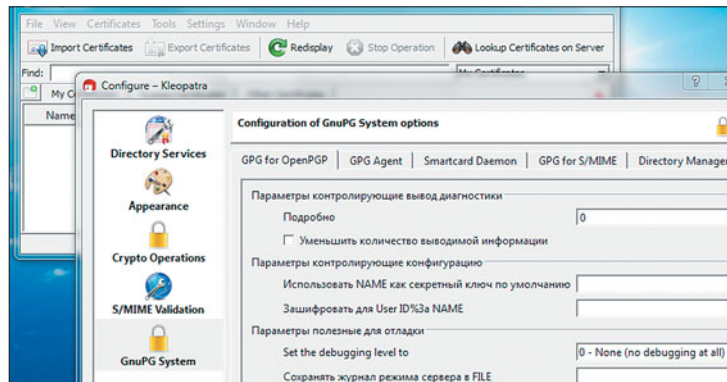 File View Certificates Tools Settings Window Help
Import Certificates Export Certificates Redisplay Stop Operation Lookup Certificates on Server
Find:
My Certificates
My C
Name
Configure – Kleopatra
Directory Services
Appearance
Crypto Operations
S/MIME Validation
GnuPG System
Configuration of GnuPG System options
GPG for OpenPGP GPG Agent Smartcard Daemon GPG for S/MIME Directory Manager
Параметры контролирующие вывод диагностики
Подробно 0
Уменьшить количество выводимой информации
Параметры контролирующие конфигурацию
Использовать NAME как секретный ключ по умолчанию
Зашифровать для User ID%3a NAME
Параметры полезные для отладки
Set the debugging level to 0 - None (no debugging at all)
Сохранять журнал режима сервера в FILE